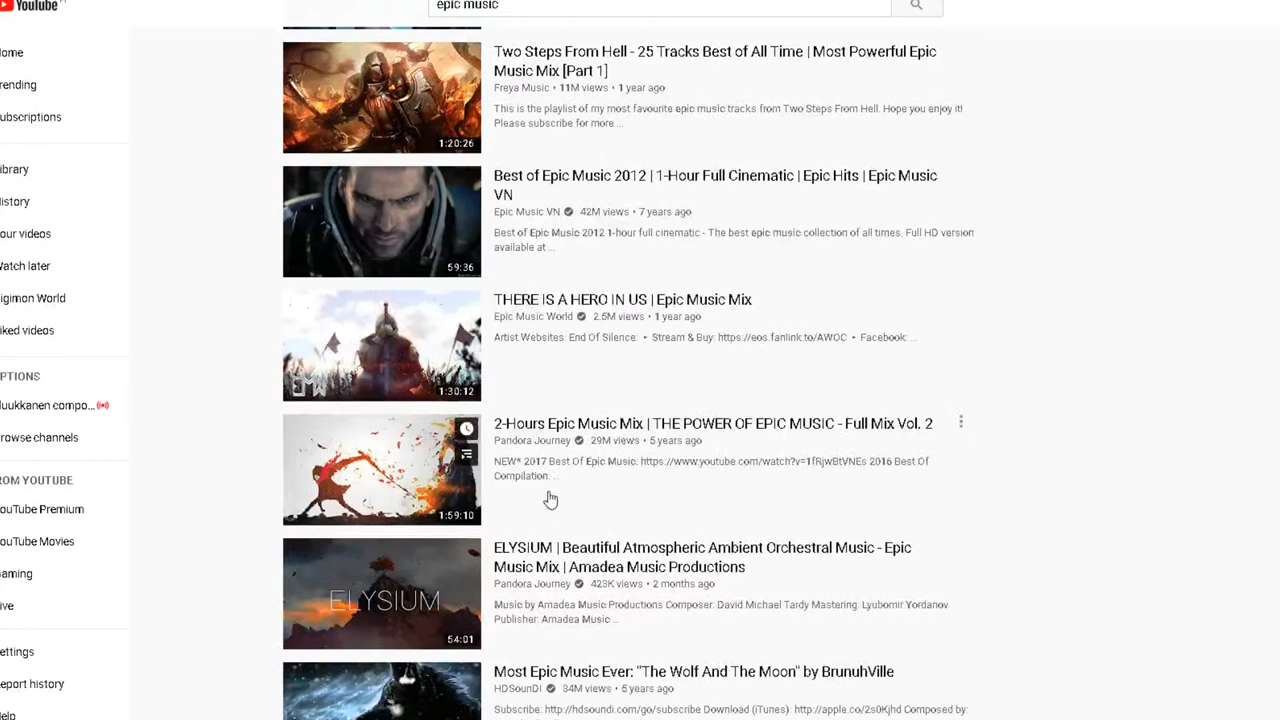 YouTube
epic music
ome
rending
ubscriptions
ibrary
istory
our videos
atch later
igimon World
iked videos
PTIONS
luukkanen compo...
rowse channels
ROM YOUTUBE
ouTube Premium
ouTube Movies
aming
ive
ettings
eport history
elp
Two Steps From Hell - 25 Tracks Best of All Time | Most Powerful Epic
Music Mix [Part 1]
Freya Music • 11M views • 1 year ago
This is the playlist of my most favourite epic music tracks from Two Steps From Hell. Hope you enjoy it!
Please subscribe for more ...
1:20:26
Best of Epic Music 2012 | 1-Hour Full Cinematic | Epic Hits | Epic Music
VN
Epic Music VN 42M views • 7 years ago
Best of Epic Music 2012 1-hour full cinematic - The best epic music collection of all times. Full HD version
available at ...
59:36
THERE IS A HERO IN US | Epic Music Mix
Epic Music World 2.5M views • 1 year ago
Artist Websites: End Of Silence: • Stream & Buy: https://eos.fanlink.to/AWOC • Facebook: ...
EMW
1:30:12
2-Hours Epic Music Mix | THE POWER OF EPIC MUSIC - Full Mix Vol. 2
Pandora Journey 29M views • 5 years ago
NEW* 2017 Best Of Epic Music: https://www.youtube.com/watch?v=1fRjwBtVNEs 2016 Best Of
Compilation: ...
1:59:10
ELYSIUM | Beautiful Atmospheric Ambient Orchestral Music - Epic
Music Mix | Amadea Music Productions
Pandora Journey 423K views • 2 months ago
Music by Amadea Music Productions Composer: David Michael Tardy Mastering: Lyubomir Yordanov
Publisher: Amadea Music ...
ELYSIUM
54:01
Most Epic Music Ever: "The Wolf And The Moon" by BrunuhVille
HDSounDI 34M views • 5 years ago
Subscribe: http://hdsoundi.com/go/subscribe Download (iTunes): http://apple.co/2s0Kjhd Composed by: